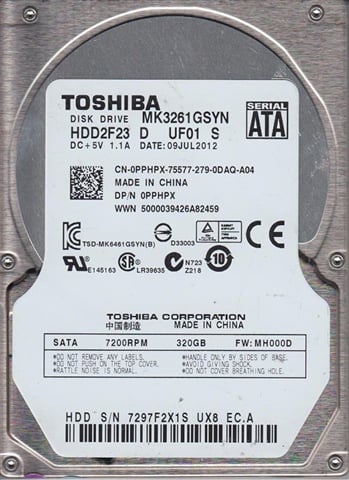 TOSHIBA
DISK DRIVE MK3261GSYN
HDD2F23 D UF01 S
DC+5V 1.1A DATE:09JUL2012
SERIAL
ATA
CN-0PPHPX-75577-279-0DAQ-A04
MADE IN CHINA
DP/N 0PPHPX
WWN 5000039426A82459
TSD-MK6461GSYN(B)
D33003
N723
Z218
10
E145163
LR39635
TOSHIBA CORPORATION
中国制造 MADE IN CHINA
SATA 7200RPM 320GB FW:MH000D
*DO NOT REMOVE ANY LABELS.
*DO NOT PUSH ON THE TOP COVER.
*RATTLE NOISE IS NORMAL.
*HANDLE ONLY BY SIDES OF BASE.
*AVOID GIVING SHOCK.
*DO NOT COVER BREATHING HOLE.
HDD S/N 7297F2X1S UX8 EC.A